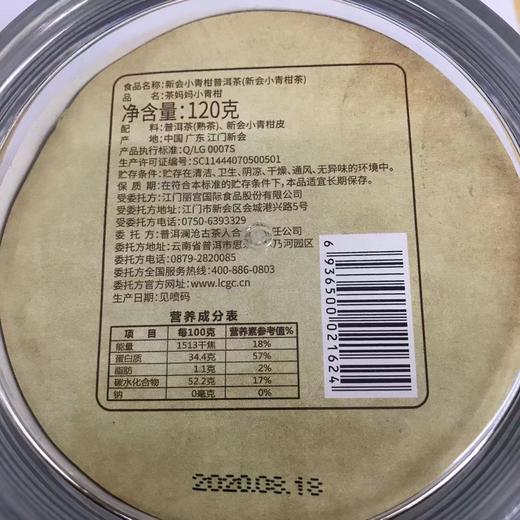 食品名称: 新会小青柑普洱茶(新会小青柑茶)
品　　名: 茶妈妈小青柑
净含量:120克
配　　料: 普洱茶(熟茶)、新会小青柑皮
产　　地: 中国 广东 江门新会
产品执行标准: Q/LG 0007S
生产许可证编号: SC11444070500501
贮存条件: 贮存在清洁、卫生、阴凉、干燥、通风、无异味的环境中。
保 质 期: 在符合本标准的贮存条件下,本品适宜长期保存。
受委托方: 江门丽宫国际食品股份有限公司
受委托方地址: 江门市新会区会城港兴路5号
受委托方电话: 0750-6393329
委 托 方: 普洱澜沧古茶人合 任公司
委托方地址: 云南省普洱市思 乃河园区
委托方电话: 0879-2820085
委托方全国服务热线: 400-886-0803
委托方官方网址: www.lcgc.cn
生产日期: 见喷码
营养成分表
项目 每100克 营养素参考值%
能量 1513千焦 18%
蛋白质 34.4克 57%
脂肪 1.1克 2%
碳水化合物 52.2克 17%
钠 0毫克 0%
6936500021624
2020.08.18